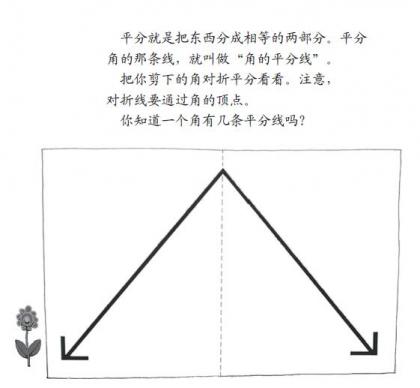 平分就是把东西分成相等的两部分。平分
角的那条线，就叫做“角的平分线”。
把你剪下的角对折平分看看。注意，
对折线要通过角的顶点。
你知道一个角有几条平分线吗？